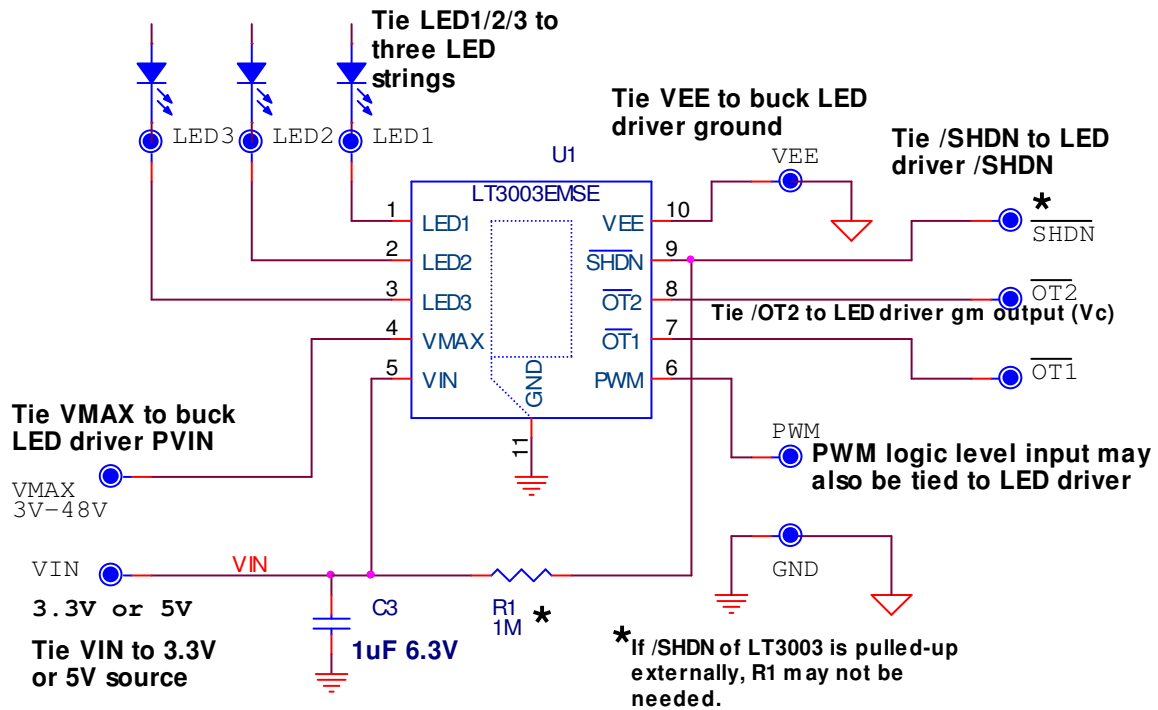 Tie LED1/2/3 to
three LED
strings
LED3
LED2
LED1
Tie VEE to buck LED
driver ground
VEE
Tie /SHDN to LED
driver /SHDN
*
SHDN
U1
LT3003EMSE
1
LED1
2
LED2
3
LED3
4
VMAX
5
VIN
VEE
10
SHDN
9
OT2
8
OT1
7
PWM
6
GND
11
OT2
Tie /OT2 to LED driver gm output (Vc)
OT1
Tie VMAX to buck
LED driver PVIN
VMAX
3V-48V
PWM
PWM logic level input may
also be tied to LED driver
VIN
VIN
3.3V or 5V
Tie VIN to 3.3V
or 5V source
C3
1uF 6.3V
R1
1M
*
GND
*If /SHDN of LT3003 is pulled-up
externally, R1 may not be
needed.